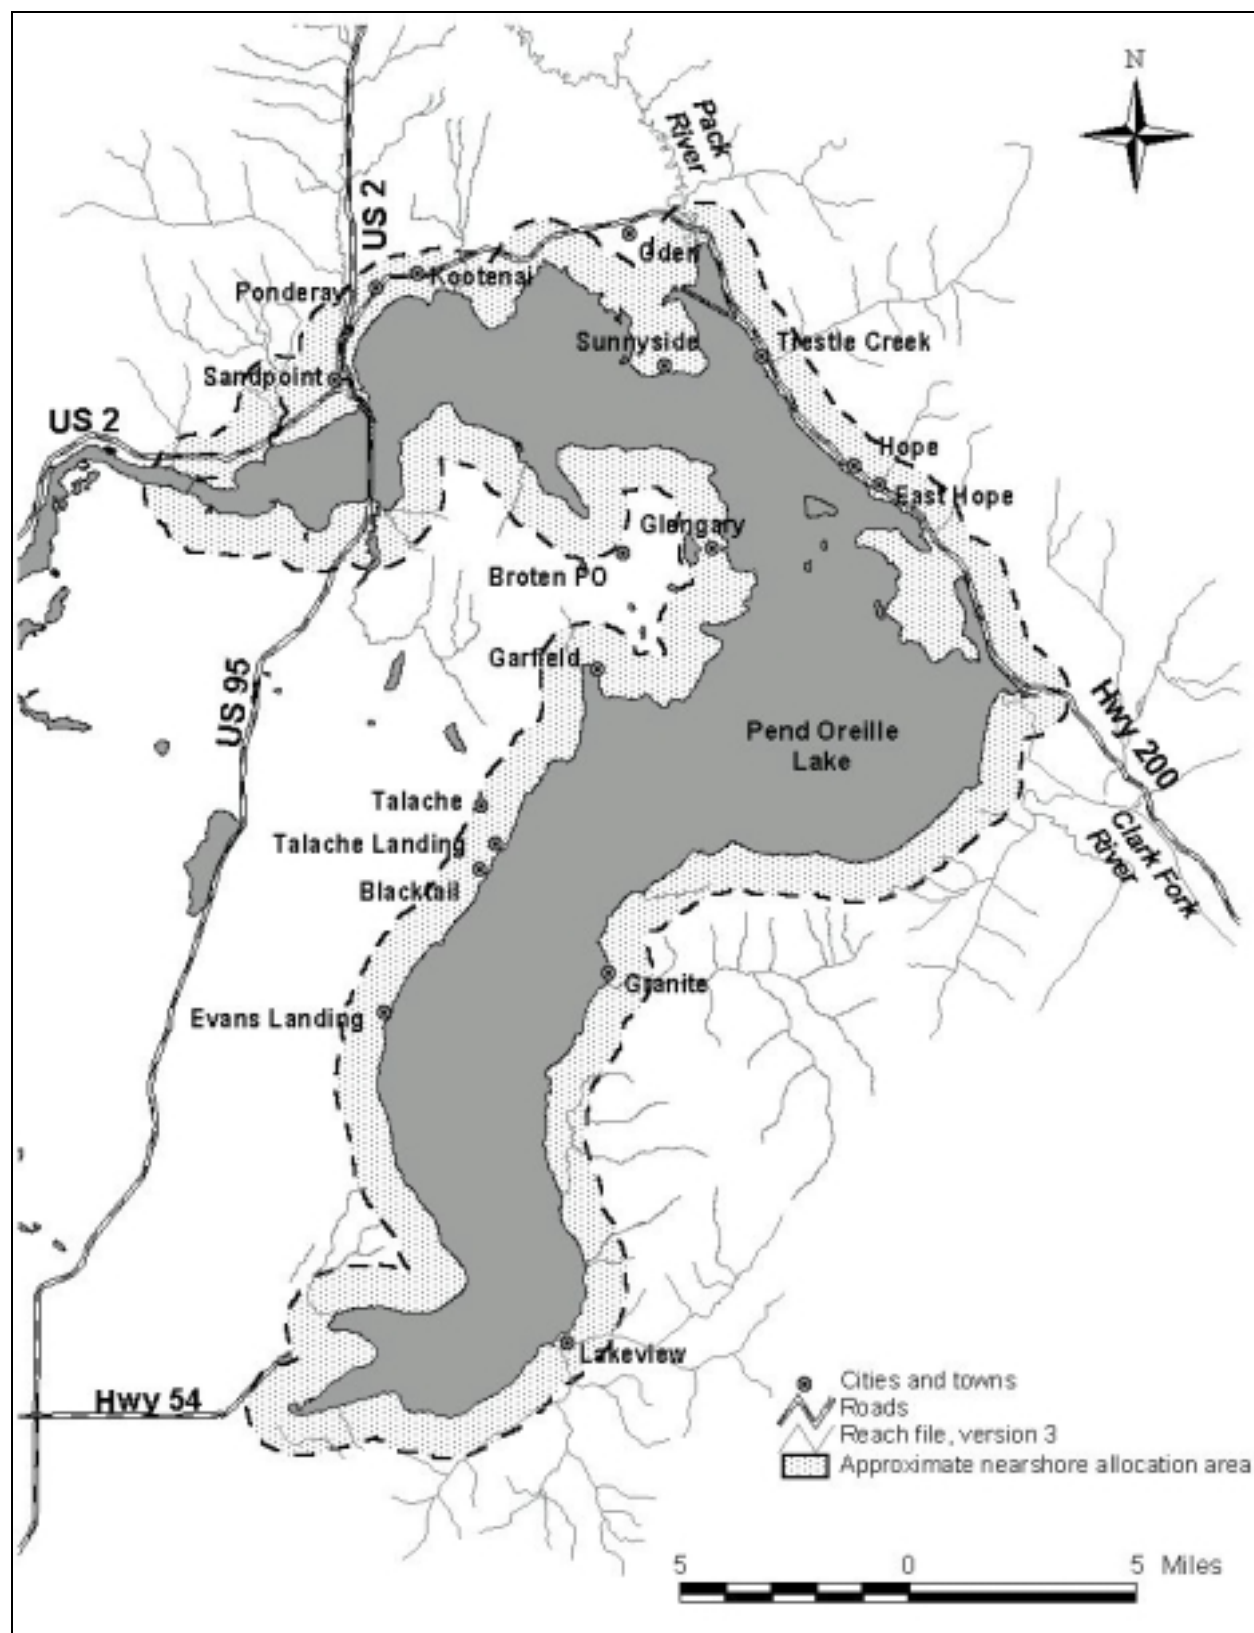 N
Pack
River
US 2
Oden
Kootenai
Ponderay
Sunnyside
Trestle Creek
Sandpoint
US 2
Hope
East Hope
Glengary
Broten PO
Garfield
US 95
Hwy 200
Pend Oreille
Lake
Talache
Talache Landing
Blacktail
Clark Fork
River
Granite
Evans Landing
Lakeview
Hwy 54
Cities and towns
Roads
Reach file, version 3
Approximate nearshore allocation area
5 0 5 Miles